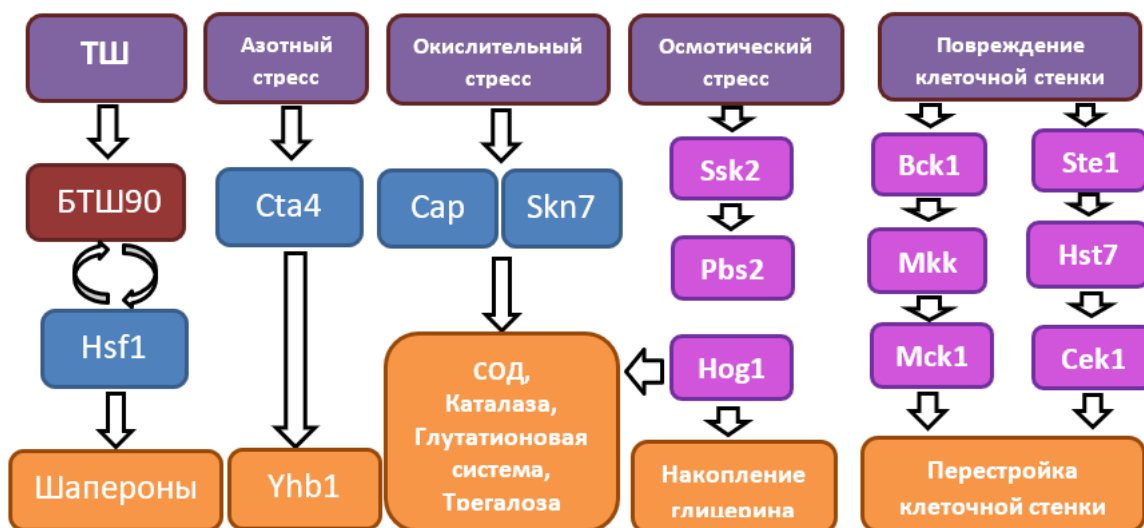 ТШ
Азотный
стресс
Окислительный
стресс
Осмотический
стресс
Повреждение
клеточной стенки
БТШ90
Cta4
Cap
Skn7
Ssk2
Bck1
Ste1
Pbs2
Mkk
Hst7
Hsf1
СОД,
Каталаза,
Глутатионовая
система,
Трегалоза
Hog1
Mck1
Cek1
Шапероны
Yhb1
Накопление
глицерина
Перестройка
клеточной стенки